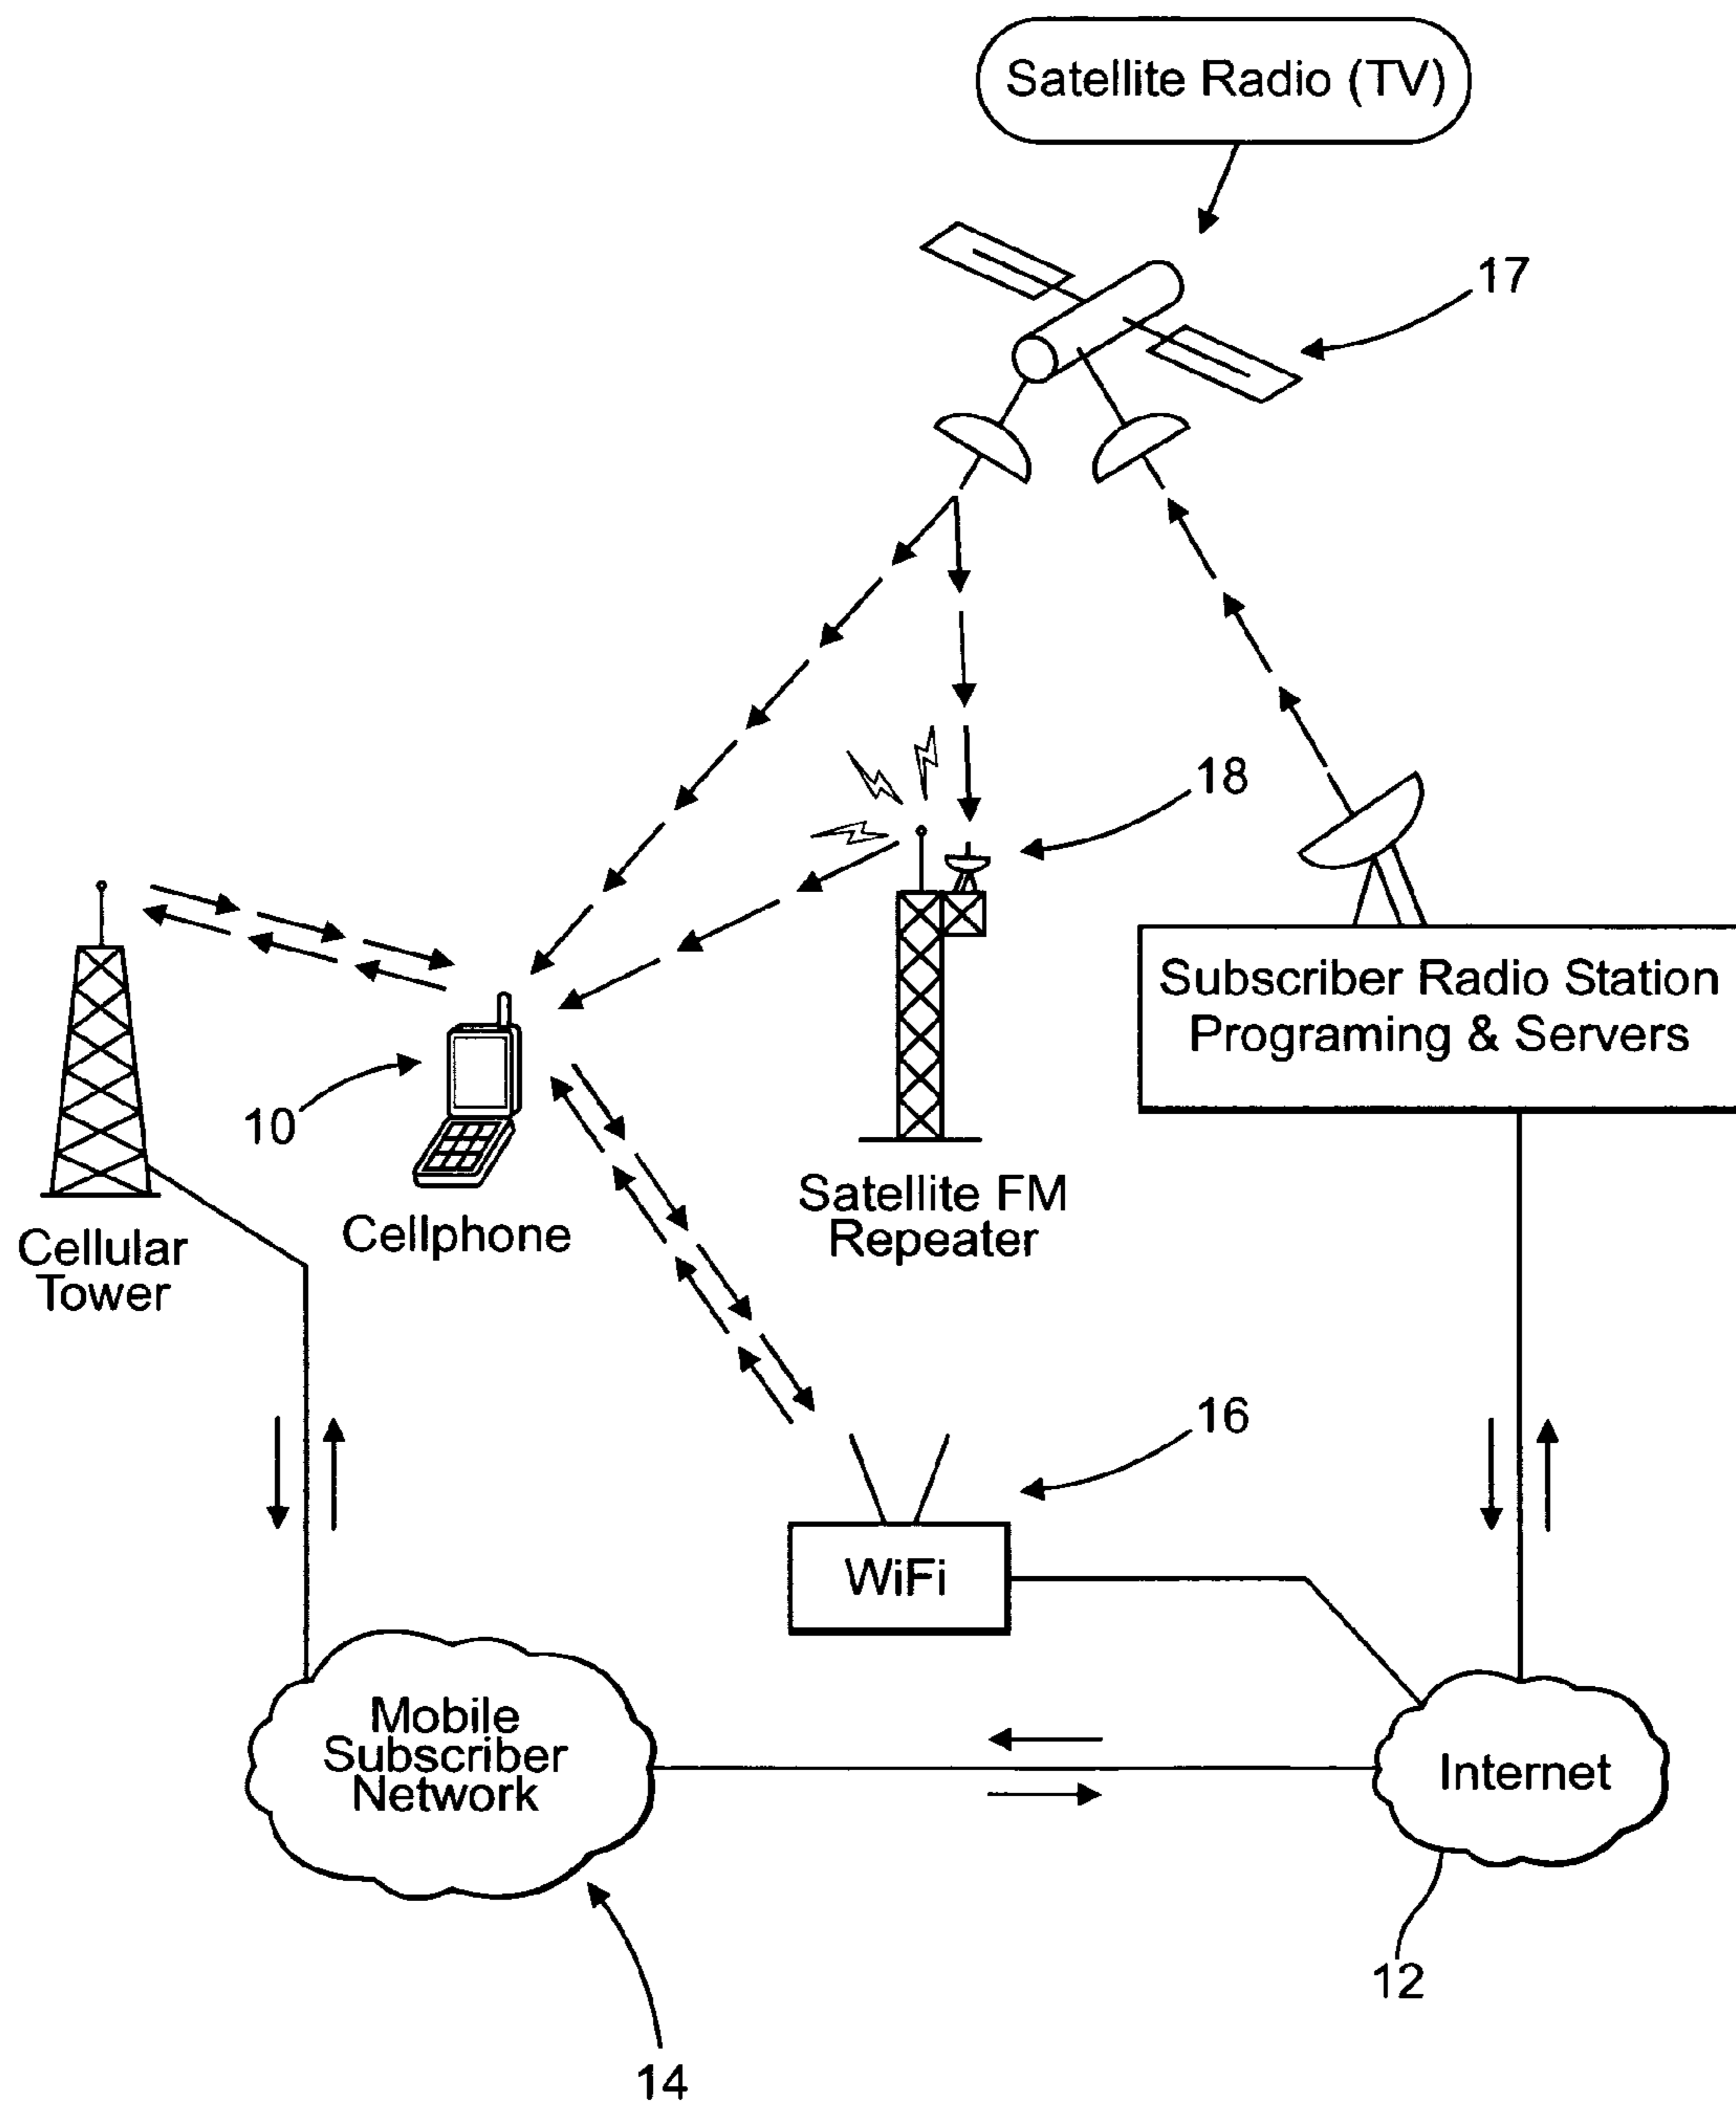 Satellite Radio (TV)
17
18
Subscriber Radio Station
Programing & Servers
10
Cellular
Tower
Cellphone
Satellite FM
Repeater
16
WiFi
Mobile
Subscriber
Network
Internet
12
14